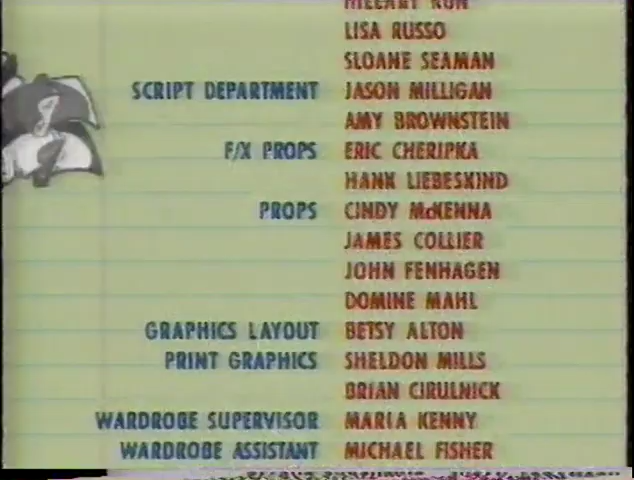 LISA RUSSO
SLOANE SEAMAN
SCRIPT DEPARTMENT JASON MILLIGAN
AMY BROWNSTEIN
F/X PROPS ERIC CHERIPKA
HANK LIEBESKIND
PROPS CINDY McKENNA
JAMES COLLIER
JOHN FENHAGEN
DOMINE MAHL
GRAPHICS LAYOUT BETSY ALTON
PRINT GRAPHICS SHELDON MILLS
BRIAN CIRULNICK
WARDROBE SUPERVISOR MARIA KENNY
WARDROBE ASSISTANT MICHAEL FISHER